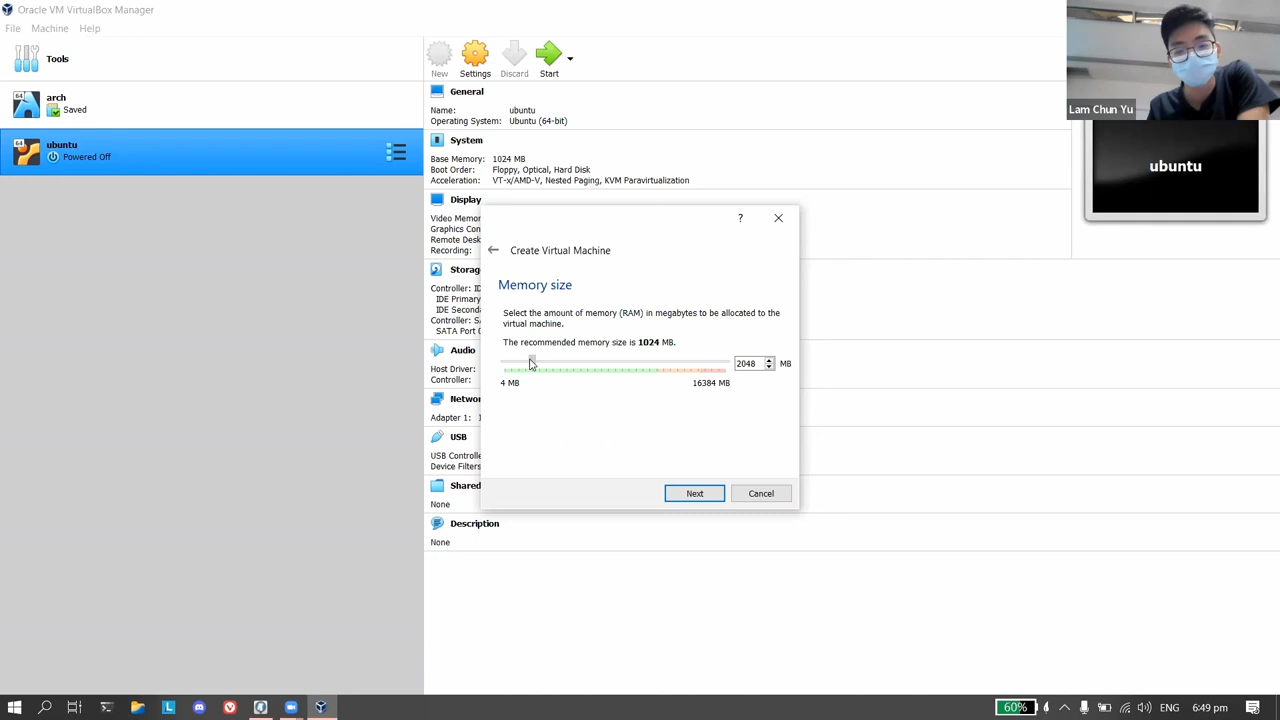 Oracle VM VirtualBox Manager
File Machine Help
Tools
64 arch
Saved
64 ubuntu
Powered Off
New Settings Discard Start
General
Name: ubuntu
Operating System: Ubuntu (64-bit)
System
Base Memory: 1024 MB
Boot Order: Floppy, Optical, Hard Disk
Acceleration: VT-x/AMD-V, Nested Paging, KVM Paravirtualization
Display
Video Memor
Graphics Con
Remote Desk
Recording:
Storag
Controller: ID
IDE Primary
IDE Seconda
Controller: SA
SATA Port 0
Audio
Host Driver:
Controller:
Networ
Adapter 1: I
USB
USB Controlle
Device Filters
Shared
None
Description
None
?
Create Virtual Machine
Memory size
Select the amount of memory (RAM) in megabytes to be allocated to the
virtual machine.
The recommended memory size is 1024 MB.
2048 MB
4 MB 16384 MB
Next Cancel
Lam Chun Yu
ubuntu
L 60% ENG 6:49 pm